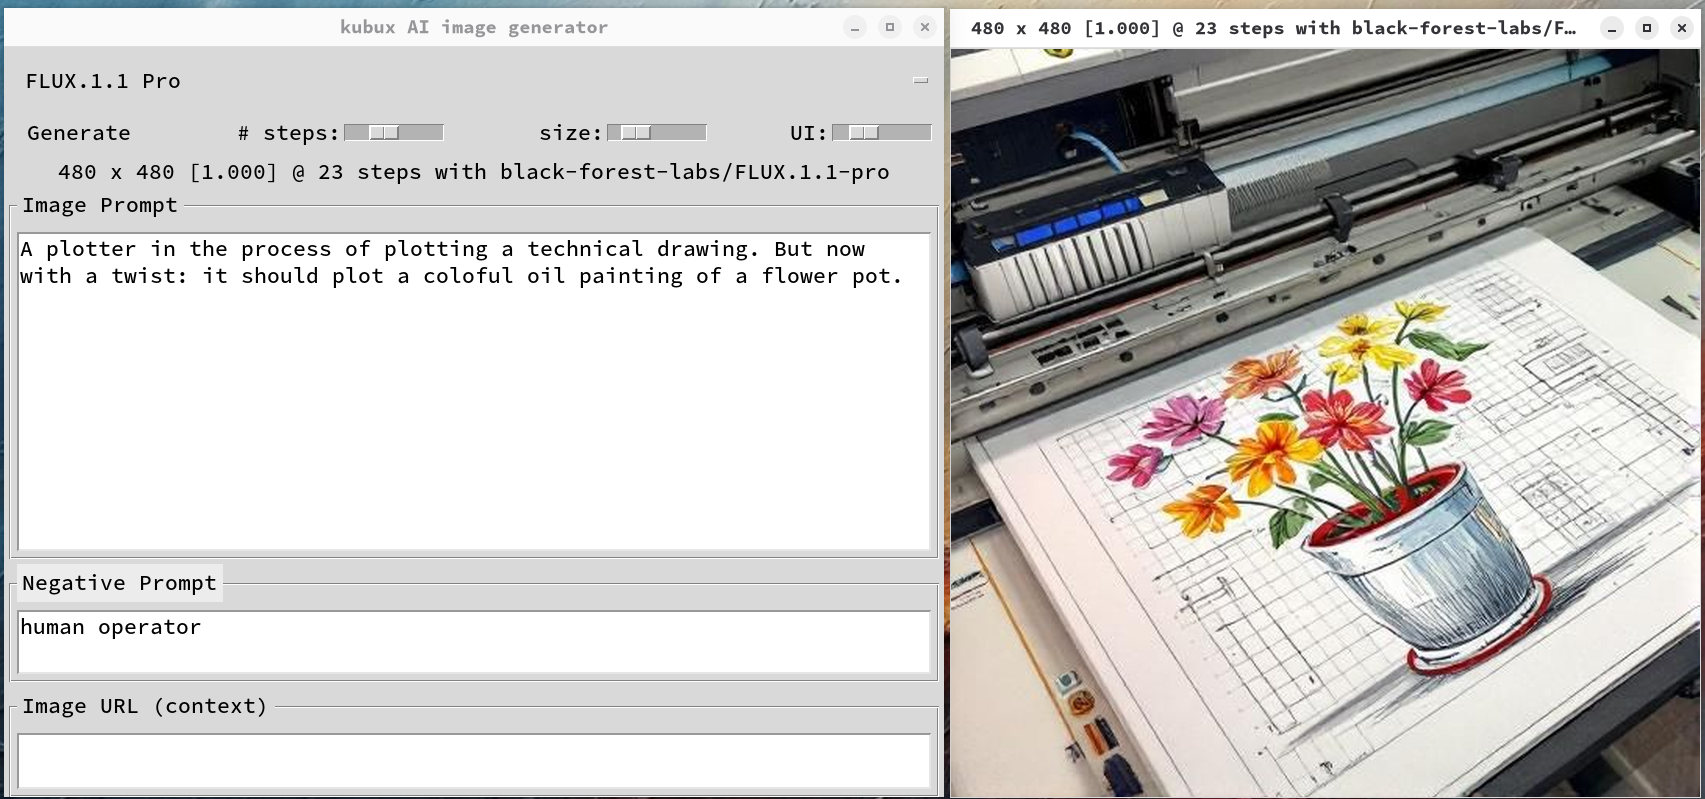 kubux AI image generator
FLUX.1.1 Pro
Generate # steps: size: UI:
480 x 480 [1.000] @ 23 steps with black-forest-labs/FLUX.1.1-pro
Image Prompt
A plotter in the process of plotting a technical drawing. But now
with a twist: it should plot a coloful oil painting of a flower pot.
Negative Prompt
human operator
Image URL (context)
480 x 480 [1.000] @ 23 steps with black-forest-labs/F…